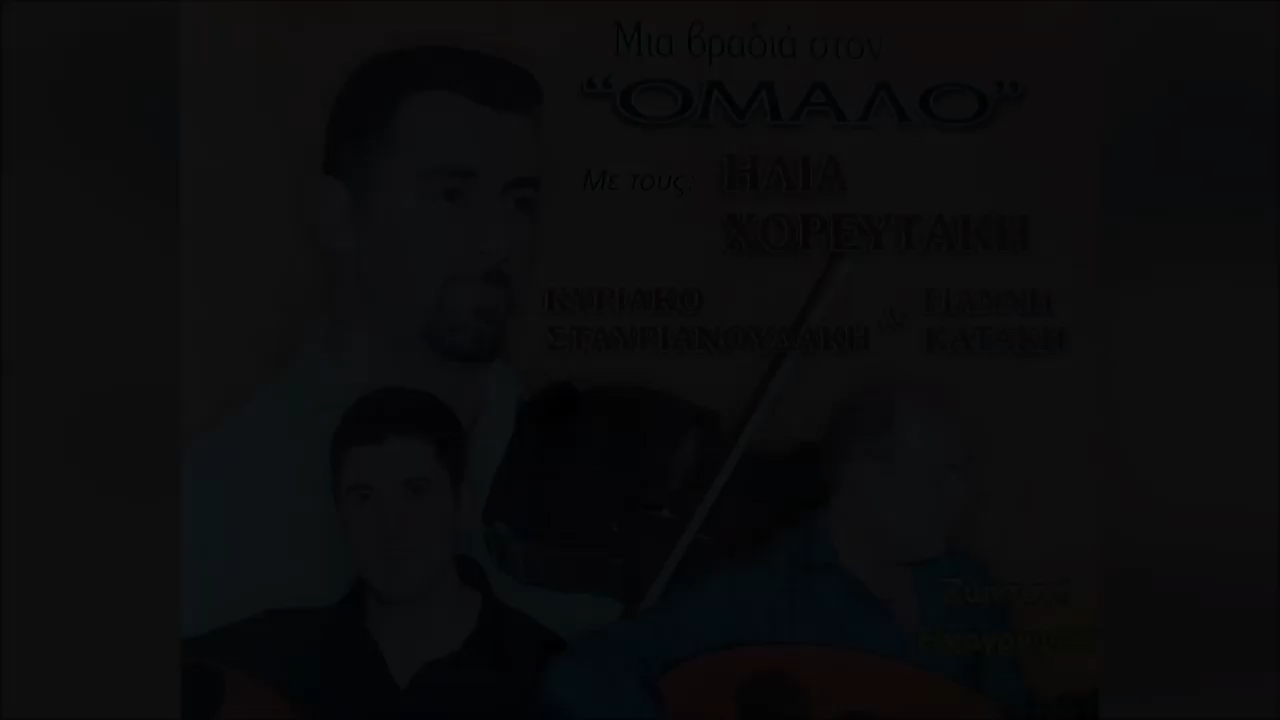 Μια βραδιά στον
“ΟΜΑΛΟ”
Με τους: ΗΛΙΑ
ΧΟΡΕΥΤΑΚΗ
ΚΥΡΙΑΚΟ
ΣΤΑΥΡΙΑΝΟΥΔΑΚΗ & ΓΙΑΝΝΗ